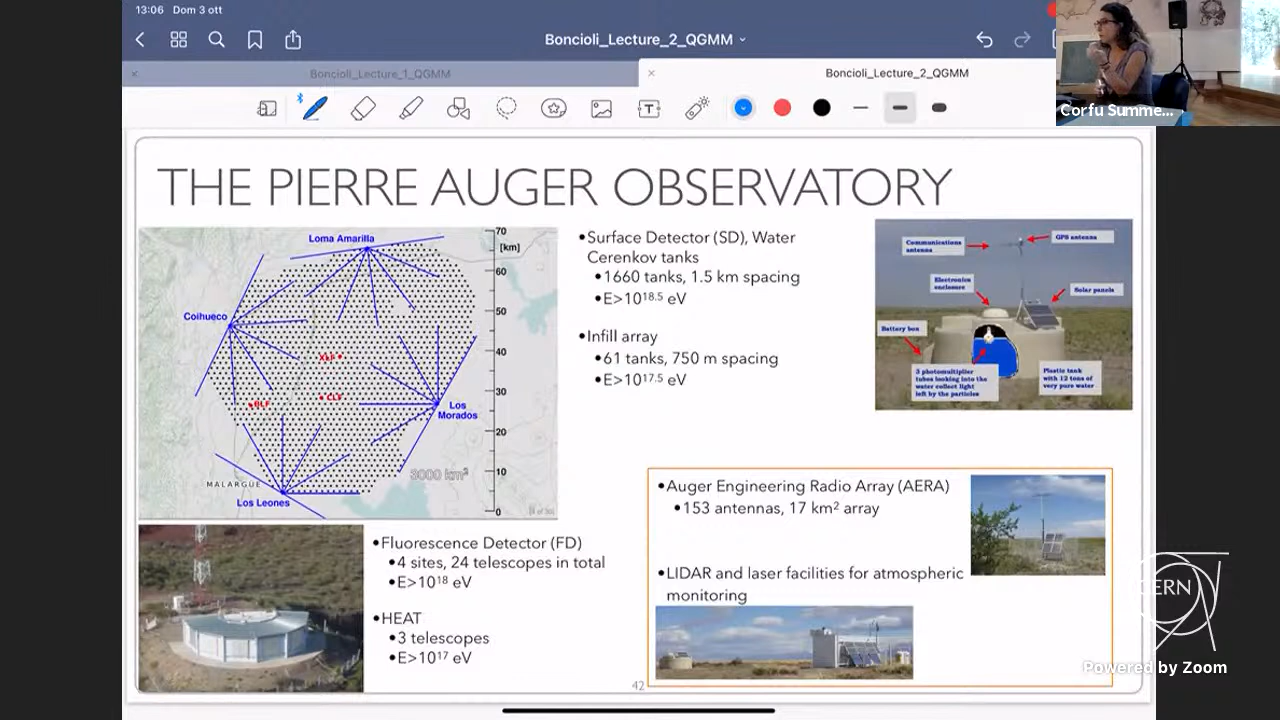 13:06 Dom 3 ott
Boncioli_Lecture_2_QGMM
Boncioli_Lecture_1_QGMM
Boncioli_Lecture_2_QGMM
Corfu Summe...
THE PIERRE AUGER OBSERVATORY
Loma Amarilla
70
[km]
60
50
40
30
20
10
0
Coihueco
XLF
CLF
BLF
Los
Morados
MALARGÜE
Los Leones
3000 km²
•Surface Detector (SD), Water
Cerenkov tanks
•1660 tanks, 1.5 km spacing
•E>10^18.5 eV
•Infill array
•61 tanks, 750 m spacing
•E>10^17.5 eV
Communications
antenna
GPS antenna
Electronics
enclosure
Solar panels
Battery box
3 photomultiplier
tubes looking into the
water collect light
left by the particles
Plastic tank
with 12 tons of
very pure water
•Fluorescence Detector (FD)
•4 sites, 24 telescopes in total
•E>10^18 eV
•HEAT
•3 telescopes
•E>10^17 eV
•Auger Engineering Radio Array (AERA)
•153 antennas, 17 km² array
•LIDAR and laser facilities for atmospheric
monitoring
42
CERN
Powered by Zoom